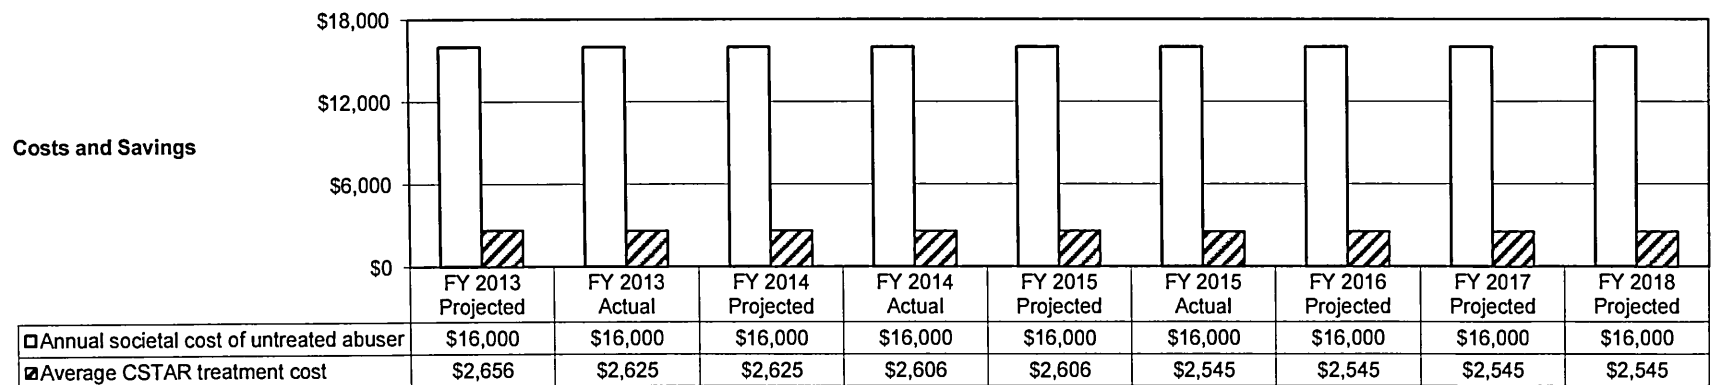 $18,000
$12,000
Costs and Savings
$6,000
$0
FY 2013 FY 2013 FY 2014 FY 2014 FY 2015 FY 2015 FY 2016 FY 2017 FY 2018
Projected Actual Projected Actual Projected Actual Projected Projected Projected
Annual societal cost of untreated abuser $16,000 $16,000 $16,000 $16,000 $16,000 $16,000 $16,000 $16,000 $16,000
Average CSTAR treatment cost $2,656 $2,625 $2,625 $2,606 $2,606 $2,545 $2,545 $2,545 $2,545